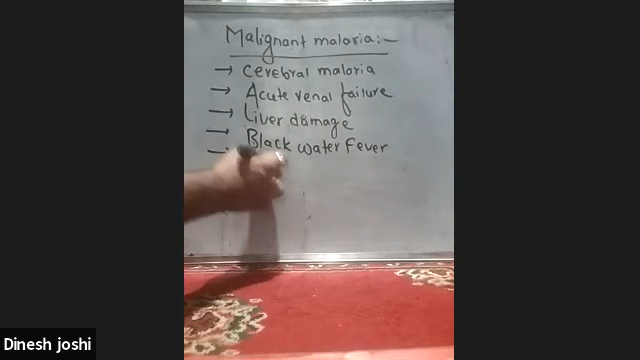 Malignant malaria:-
→ Cerebral malaria
→ Acute renal failure
→ Liver damage
→ Black water Fever
Dinesh joshi